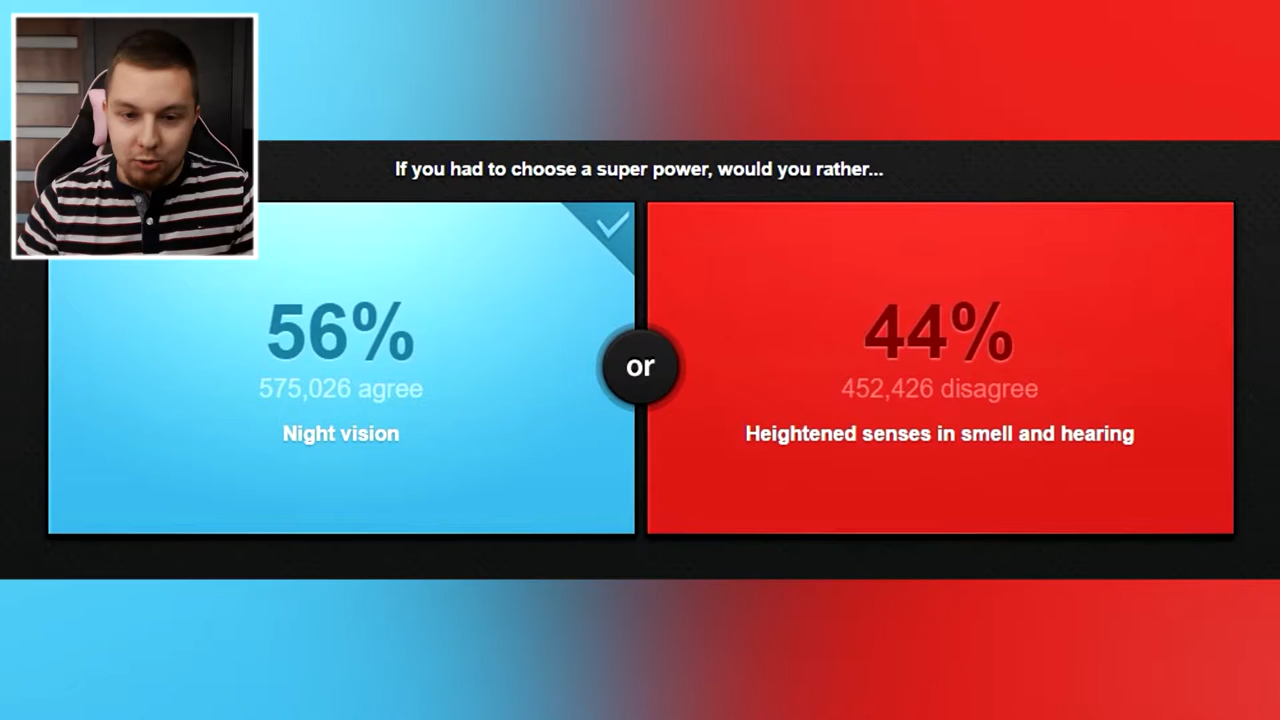 If you had to choose a super power, would you rather...
56%
575,026 agree
Night vision
or
44%
452,426 disagree
Heightened senses in smell and hearing